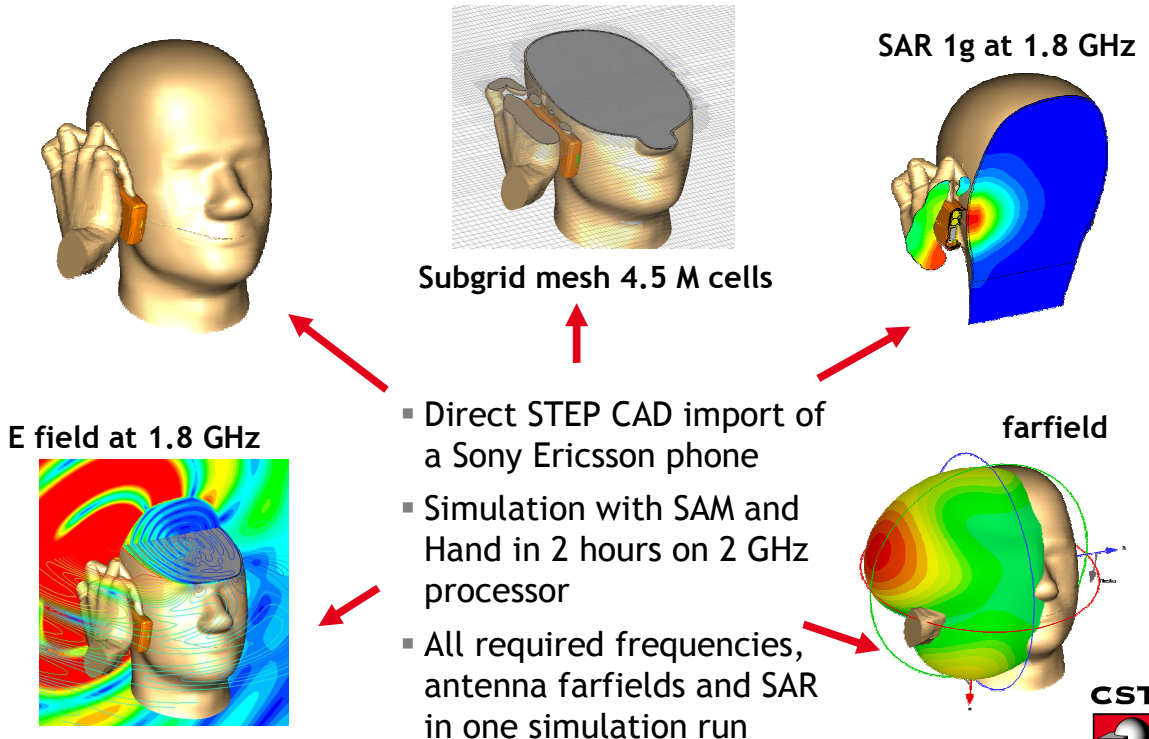 SAR 1g at 1.8 GHz
Subgrid mesh 4.5 M cells
E field at 1.8 GHz
▪ Direct STEP CAD import of
a Sony Ericsson phone
▪ Simulation with SAM and
Hand in 2 hours on 2 GHz
processor
▪ All required frequencies,
antenna farfields and SAR
in one simulation run
farfield
CST